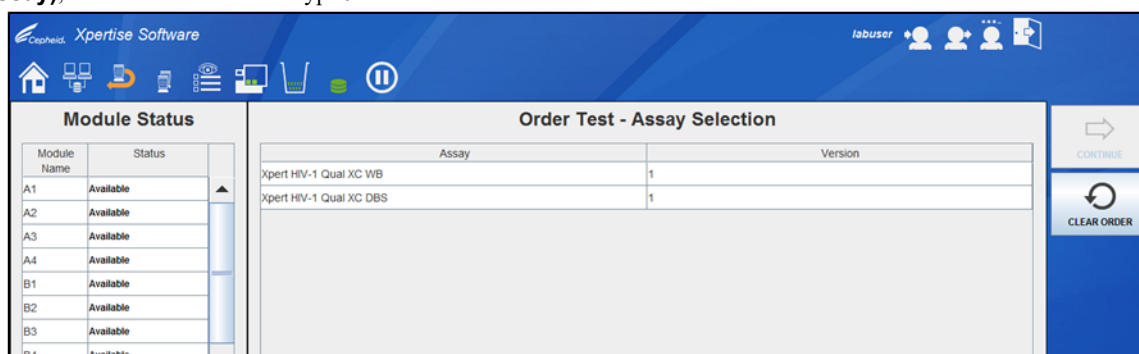 Cepheid. Xpertise Software
labuser
Module Status
Order Test - Assay Selection
Module Name Status
Assay Version
A1 Available
A2 Available
A3 Available
A4 Available
B1 Available
B2 Available
B3 Available
Xpert HIV-1 Qual XC WB 1
Xpert HIV-1 Qual XC DBS 1
CONTINUE
CLEAR ORDER